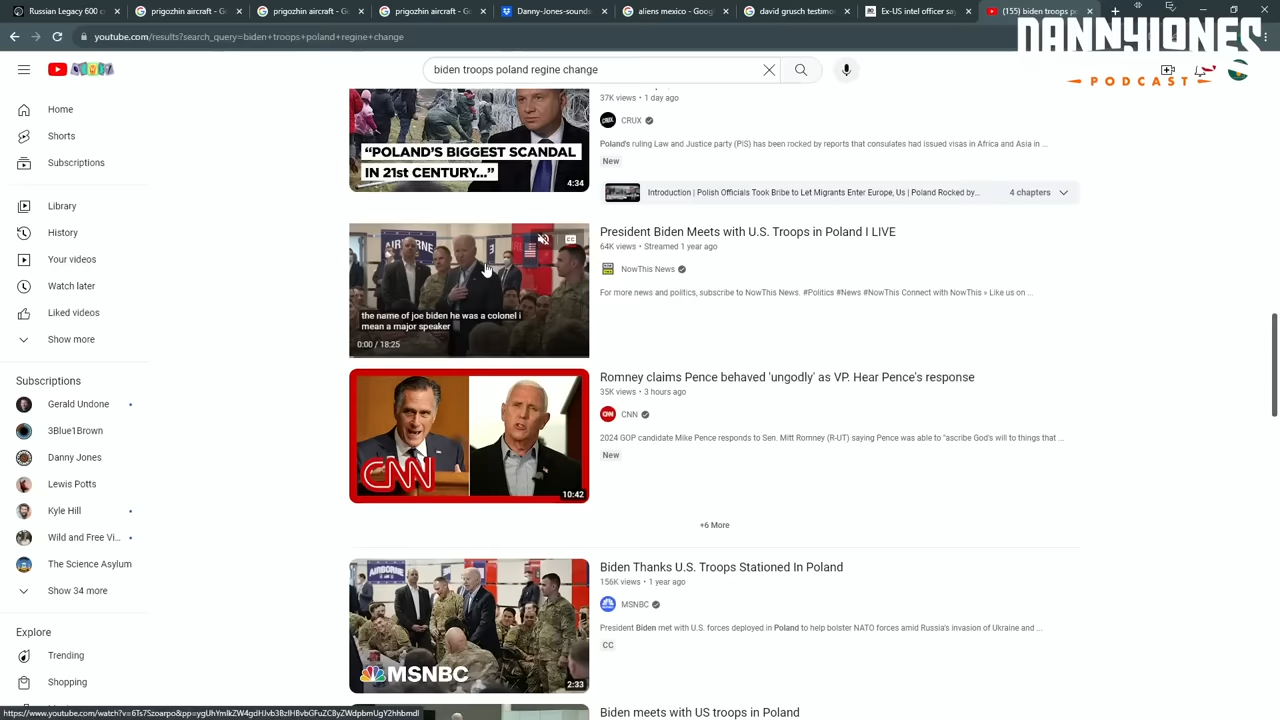 Russian Legacy 600 c
prigozhin aircraft - G
prigozhin aircraft - Go
prigozhin aircraft - Go
Danny-Jones-sounds
aliens mexico - Goog
david grusch testimo
Ex-US intel officer say
(155) biden troops p
youtube.com/results?search_query=biden+troops+poland+regine+change
DANNY JONES
PODCAST
biden troops poland regine change
Home
Shorts
Subscriptions
Library
History
Your videos
Watch later
Liked videos
Show more
Subscriptions
Gerald Undone
3Blue1Brown
Danny Jones
Lewis Potts
Kyle Hill
Wild and Free Vi...
The Science Asylum
Show 34 more
Explore
Trending
Shopping
"POLAND'S BIGGEST SCANDAL
IN 21st CENTURY..."
4:34
37K views • 1 day ago
CRUX
Poland's ruling Law and Justice party (PiS) has been rocked by reports that consulates had issued visas in Africa and Asia in ...
New
Introduction | Polish Officials Took Bribe to Let Migrants Enter Europe, Us | Poland Rocked by...
4 chapters
AIRBORNE
CC
the name of joe biden he was a colonel i
mean a major speaker
0:00 / 18:25
President Biden Meets with U.S. Troops in Poland I LIVE
64K views • Streamed 1 year ago
NowThis News
For more news and politics, subscribe to NowThis News. #Politics #News #NowThis Connect with NowThis » Like us on ...
CNN
10:42
Romney claims Pence behaved 'ungodly' as VP. Hear Pence's response
35K views • 3 hours ago
CNN
2024 GOP candidate Mike Pence responds to Sen. Mitt Romney (R-UT) saying Pence was able to "ascribe God's will to things that ...
New
+6 More
AIRBORNE
MSNBC
2:33
Biden Thanks U.S. Troops Stationed In Poland
156K views • 1 year ago
MSNBC
President Biden met with U.S. forces deployed in Poland to help bolster NATO forces amid Russia's invasion of Ukraine and ...
CC
Biden meets with US troops in Poland